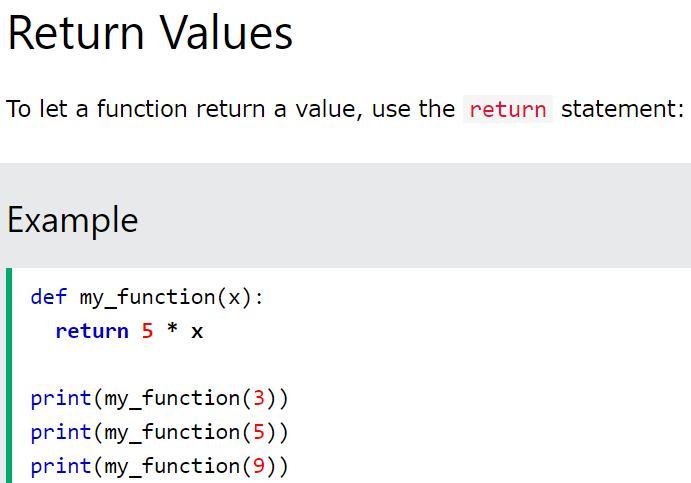 Return Values
To let a function return a value, use the return statement:
Example
def my_function(x):
  return 5 * x
print(my_function(3))
print(my_function(5))
print(my_function(9))